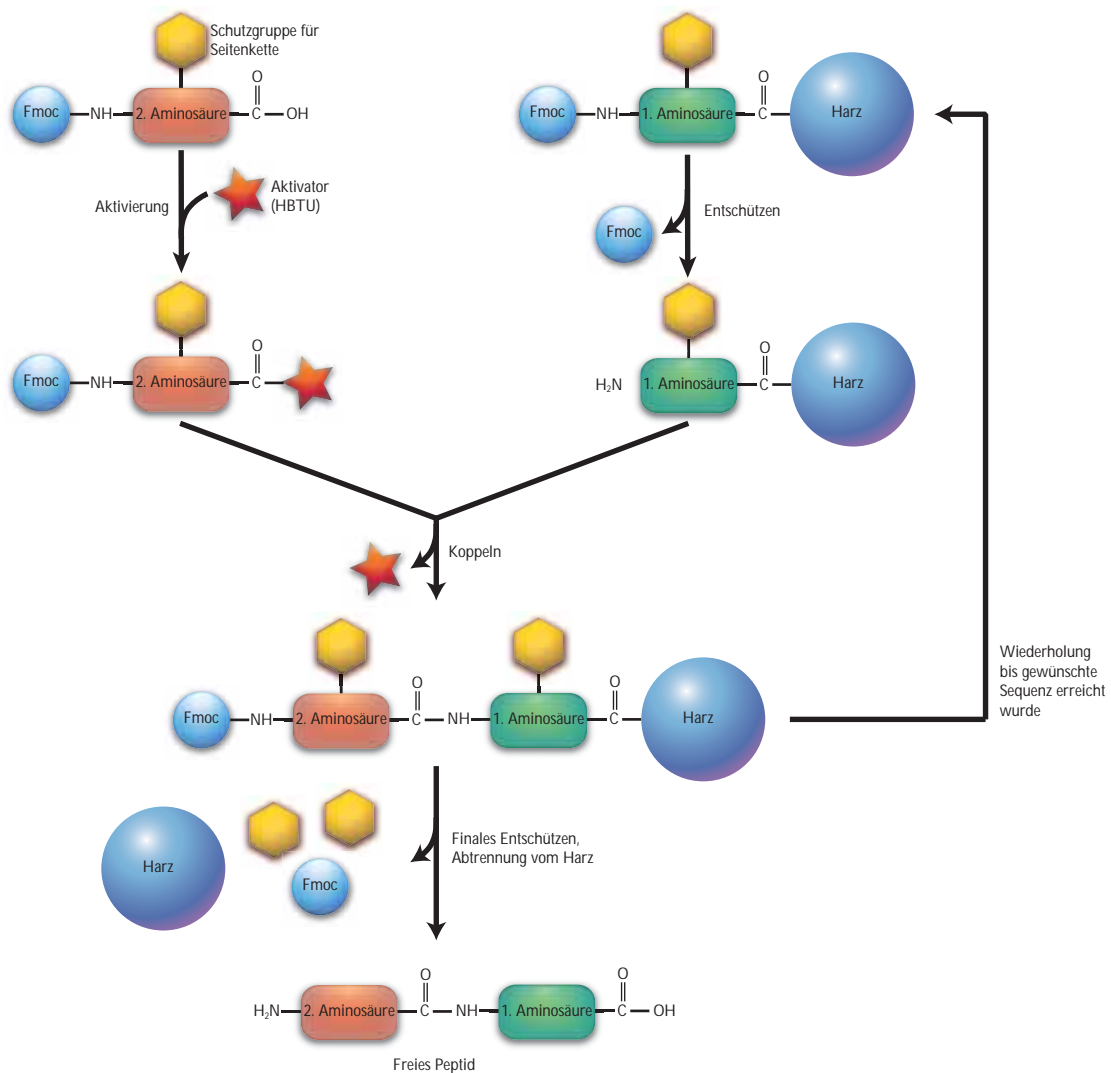 Schutzgruppe für
Seitenkette
Fmoc
NH
2. Aminosäure
O
C
OH
Fmoc
NH
1. Aminosäure
O
C
Harz
Aktivierung
Aktivator
(HBTU)
Fmoc
Entschützen
Fmoc
NH
2. Aminosäure
O
C
H₂N
1. Aminosäure
O
C
Harz
Koppeln
Fmoc
NH
2. Aminosäure
O
C
NH
1. Aminosäure
O
C
Harz
Wiederholung
bis gewünschte
Sequenz erreicht
wurde
Harz
Fmoc
Finales Entschützen,
Abtrennung vom Harz
H₂N
2. Aminosäure
O
C
NH
1. Aminosäure
O
C
OH
Freies Peptid